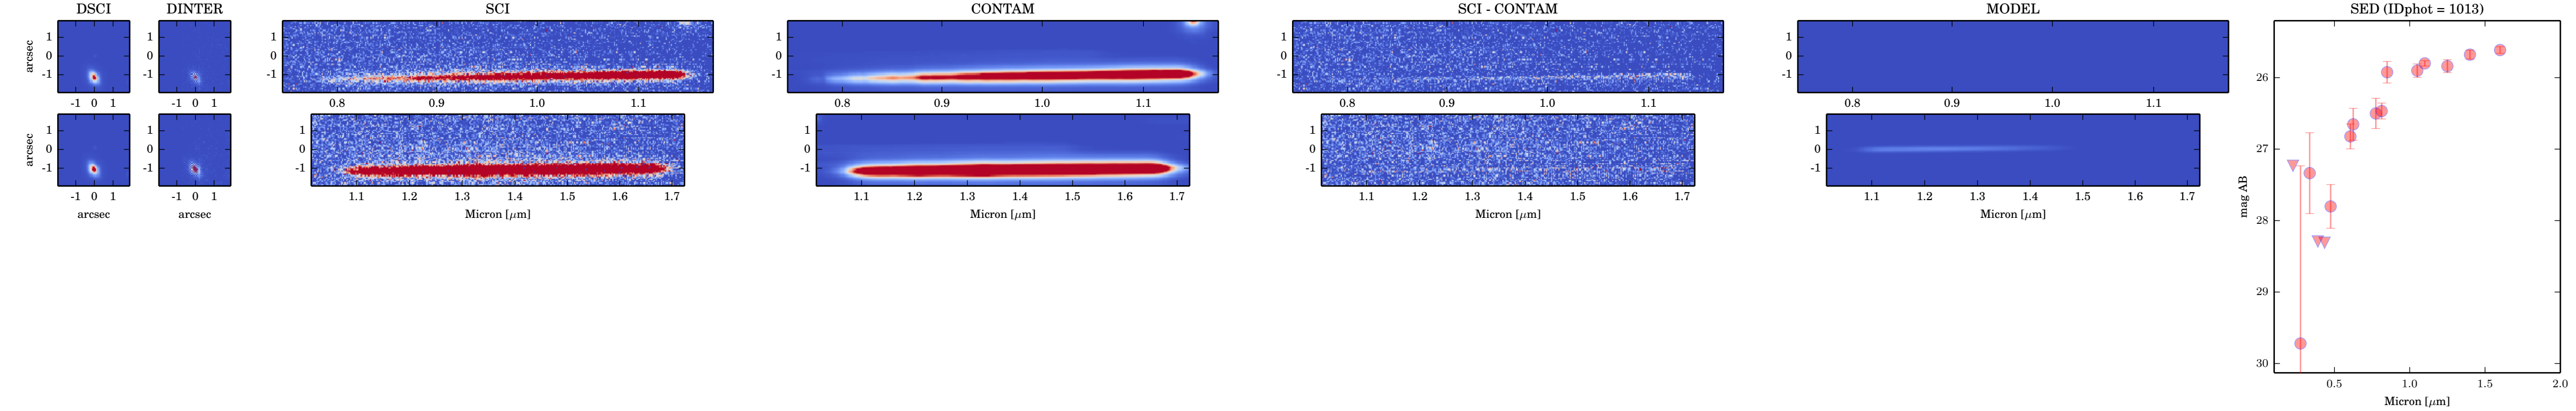 DSCI DINTER SCI CONTAM SCI - CONTAM MODEL SED (IDphot = 1013)
arcsec
1
0
-1
-1 0 1
1
0
-1
-1 0 1
1
0
-1
0.8 0.9 1.0 1.1
1
0
-1
0.8 0.9 1.0 1.1
1
0
-1
0.8 0.9 1.0 1.1
1
0
-1
0.8 0.9 1.0 1.1
arcsec
1
0
-1
-1 0 1
arcsec
1
0
-1
-1 0 1
arcsec
1
0
-1
1.1 1.2 1.3 1.4 1.5 1.6 1.7
Micron [μm]
1
0
-1
1.1 1.2 1.3 1.4 1.5 1.6 1.7
Micron [μm]
1
0
-1
1.1 1.2 1.3 1.4 1.5 1.6 1.7
Micron [μm]
1
0
-1
1.1 1.2 1.3 1.4 1.5 1.6 1.7
Micron [μm]
mag AB
26
27
28
29
30
0.5 1.0 1.5 2.0
Micron [μm]